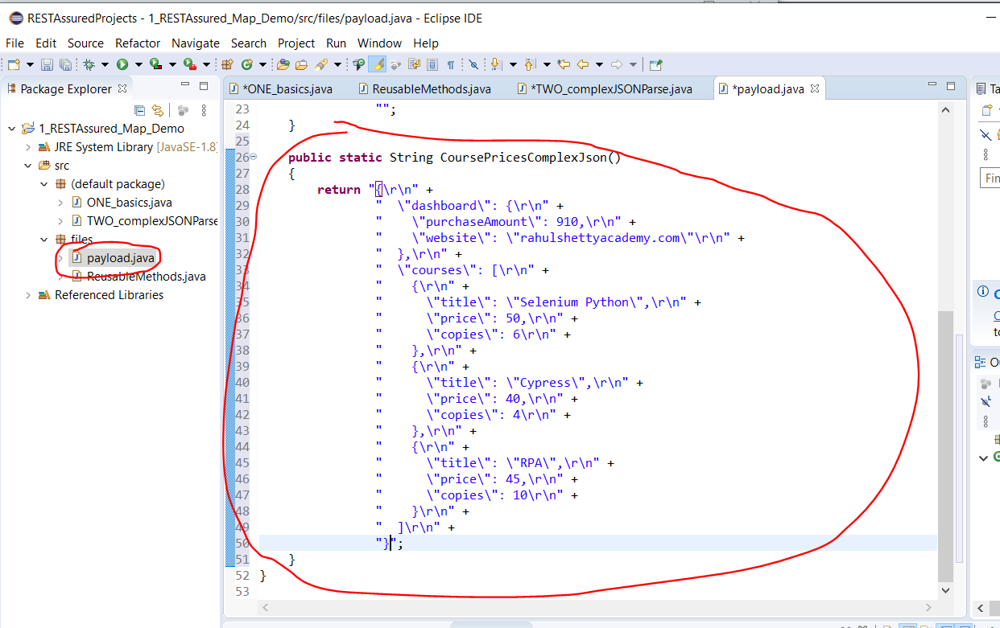 RESTAssuredProjects - 1_RESTAssured_Map_Demo/src/files/payload.java - Eclipse IDE
File Edit Source Refactor Navigate Search Project Run Window Help
Package Explorer
1_RESTAssured_Map_Demo
JRE System Library [JavaSE-1.8]
src
(default package)
ONE_basics.java
TWO_complexJSONParse
files
payload.java
ReusableMethods.java
Referenced Libraries
*ONE_basics.java ReusableMethods.java *TWO_complexJSONParse.java *payload.java
23 "";
24 }
25
26 public static String CoursePricesComplexJson()
27 {
28 return "{\r\n" +
29 "  \"dashboard\": {\r\n" +
30 "    \"purchaseAmount\": 910,\r\n" +
31 "    \"website\": \"rahulshettyacademy.com\"\r\n" +
32 "  },\r\n" +
33 "  \"courses\": [\r\n" +
34 "    {\r\n" +
35 "      \"title\": \"Selenium Python\",\r\n" +
36 "      \"price\": 50,\r\n" +
37 "      \"copies\": 6\r\n" +
38 "    },\r\n" +
39 "    {\r\n" +
40 "      \"title\": \"Cypress\",\r\n" +
41 "      \"price\": 40,\r\n" +
42 "      \"copies\": 4\r\n" +
43 "    },\r\n" +
44 "    {\r\n" +
45 "      \"title\": \"RPA\",\r\n" +
46 "      \"price\": 45,\r\n" +
47 "      \"copies\": 10\r\n" +
48 "    }\r\n" +
49 "  ]\r\n" +
50 "}";
51 }
52 }
53
Ta
Fin
to
Ou